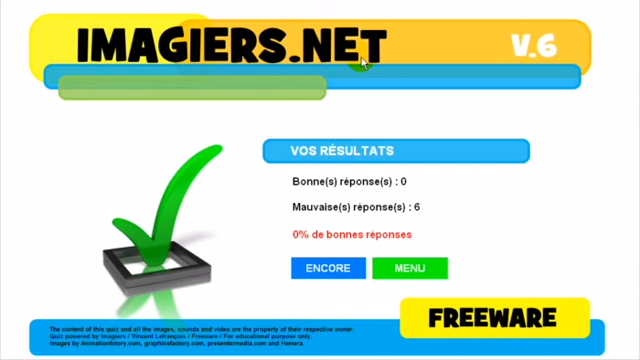 IMAGIERS.NET
V.6
VOS RÉSULTATS
Bonne(s) réponse(s) : 0
Mauvaise(s) réponse(s) : 6
0% de bonnes réponses
ENCORE
MENU
FREEWARE
The content of this quiz and all the images, sounds and video are the property of their respective owner.
Quiz powered by Imagiers / Vincent Lefrançois / Freeware / For educational purpose only.
Images by Animationfctory.com, graphicsfactory.com, presentermedia.com and Hemera.